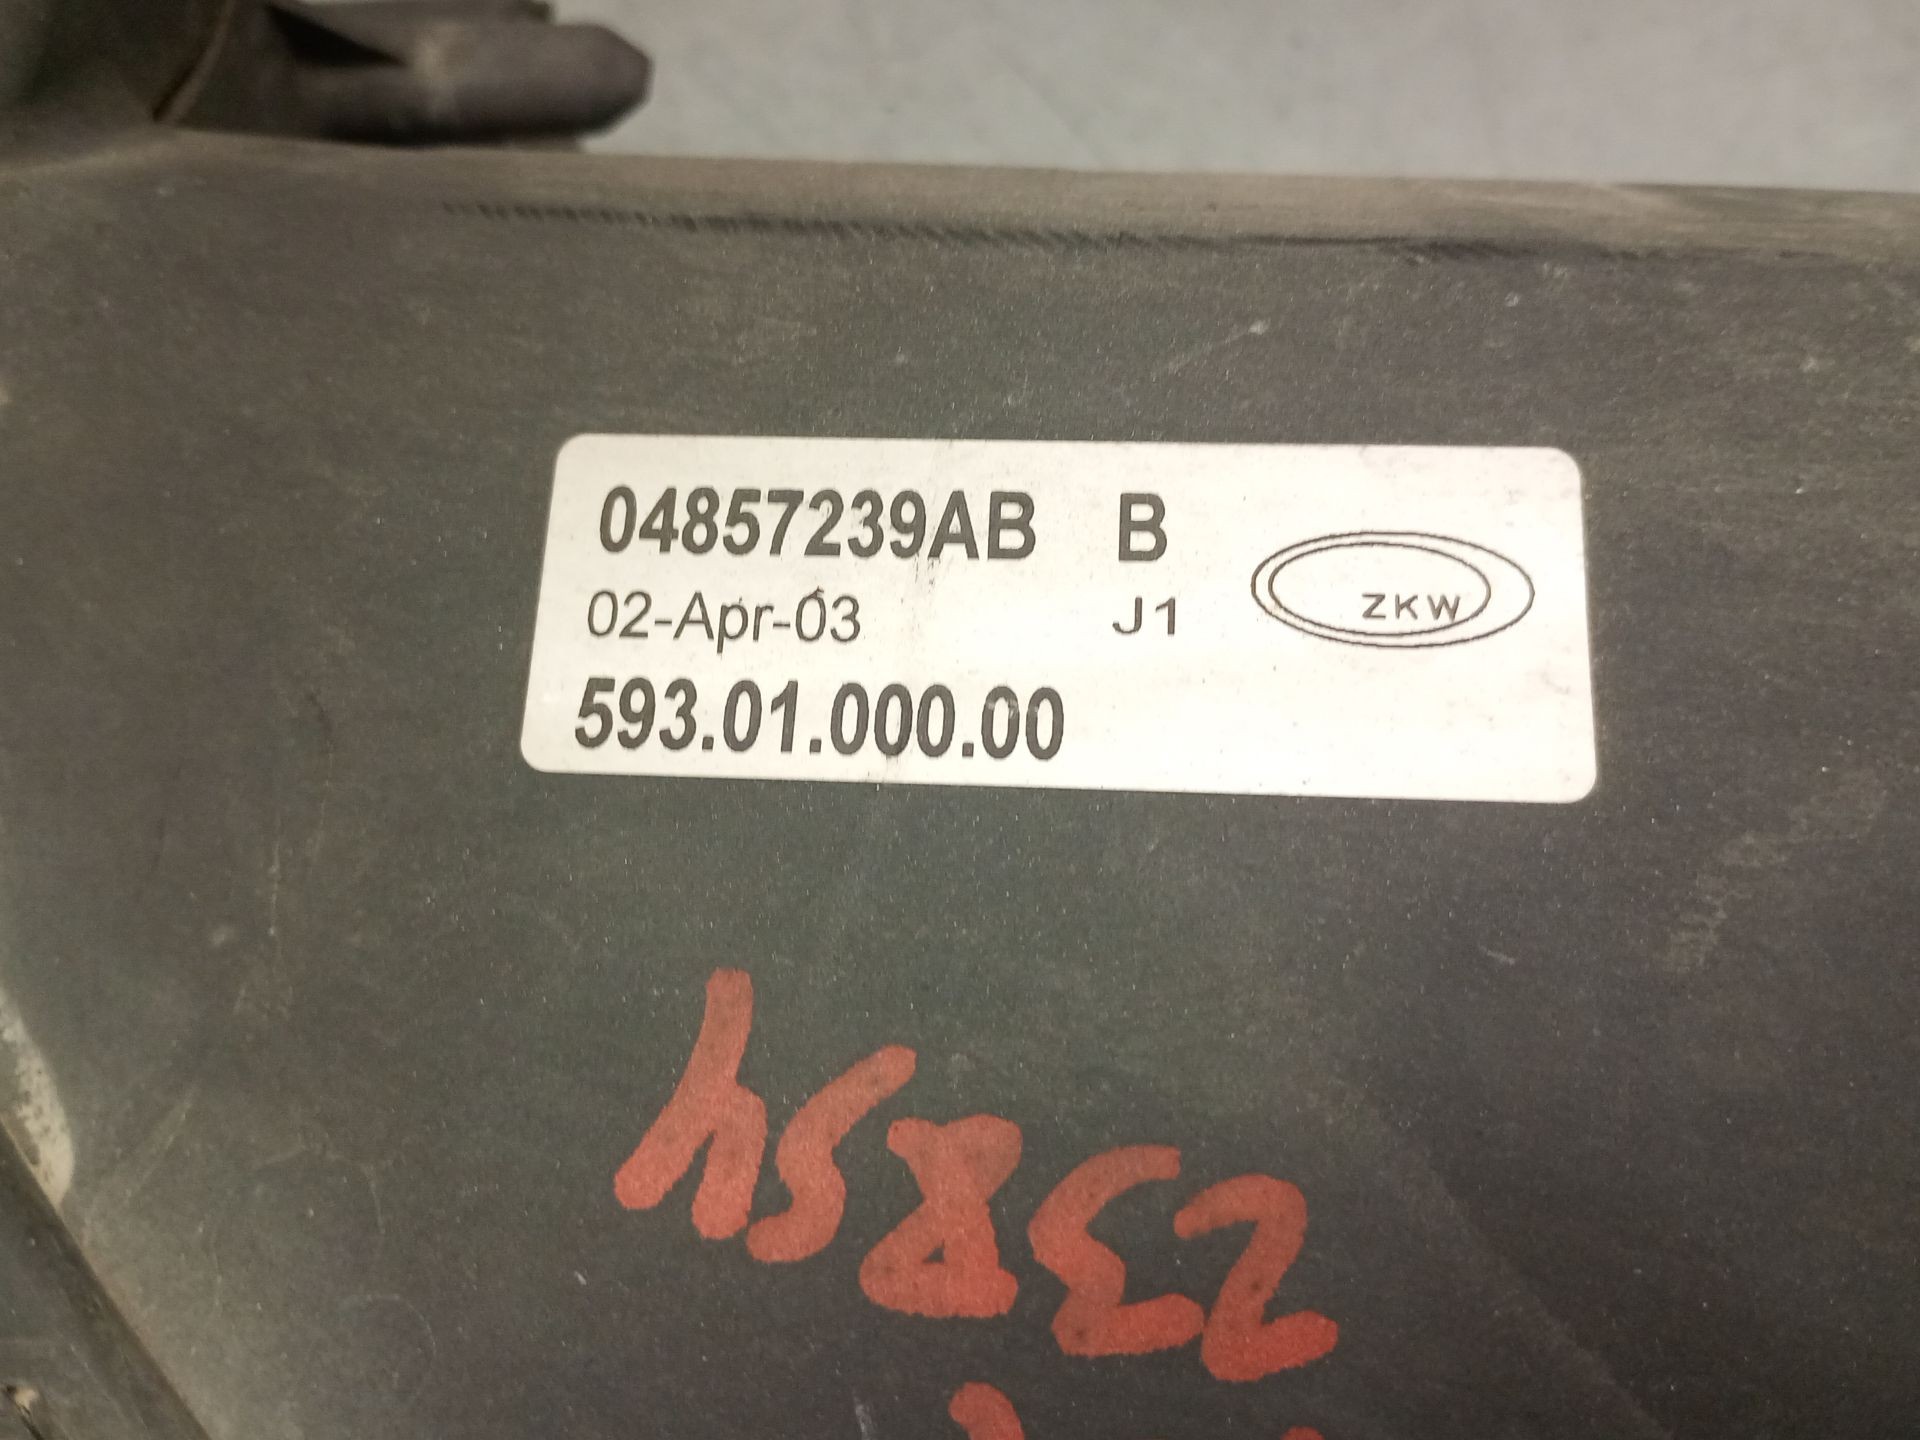 04857239AB B
02-Apr-03 J1
ZKW
593.01.000.00
23854